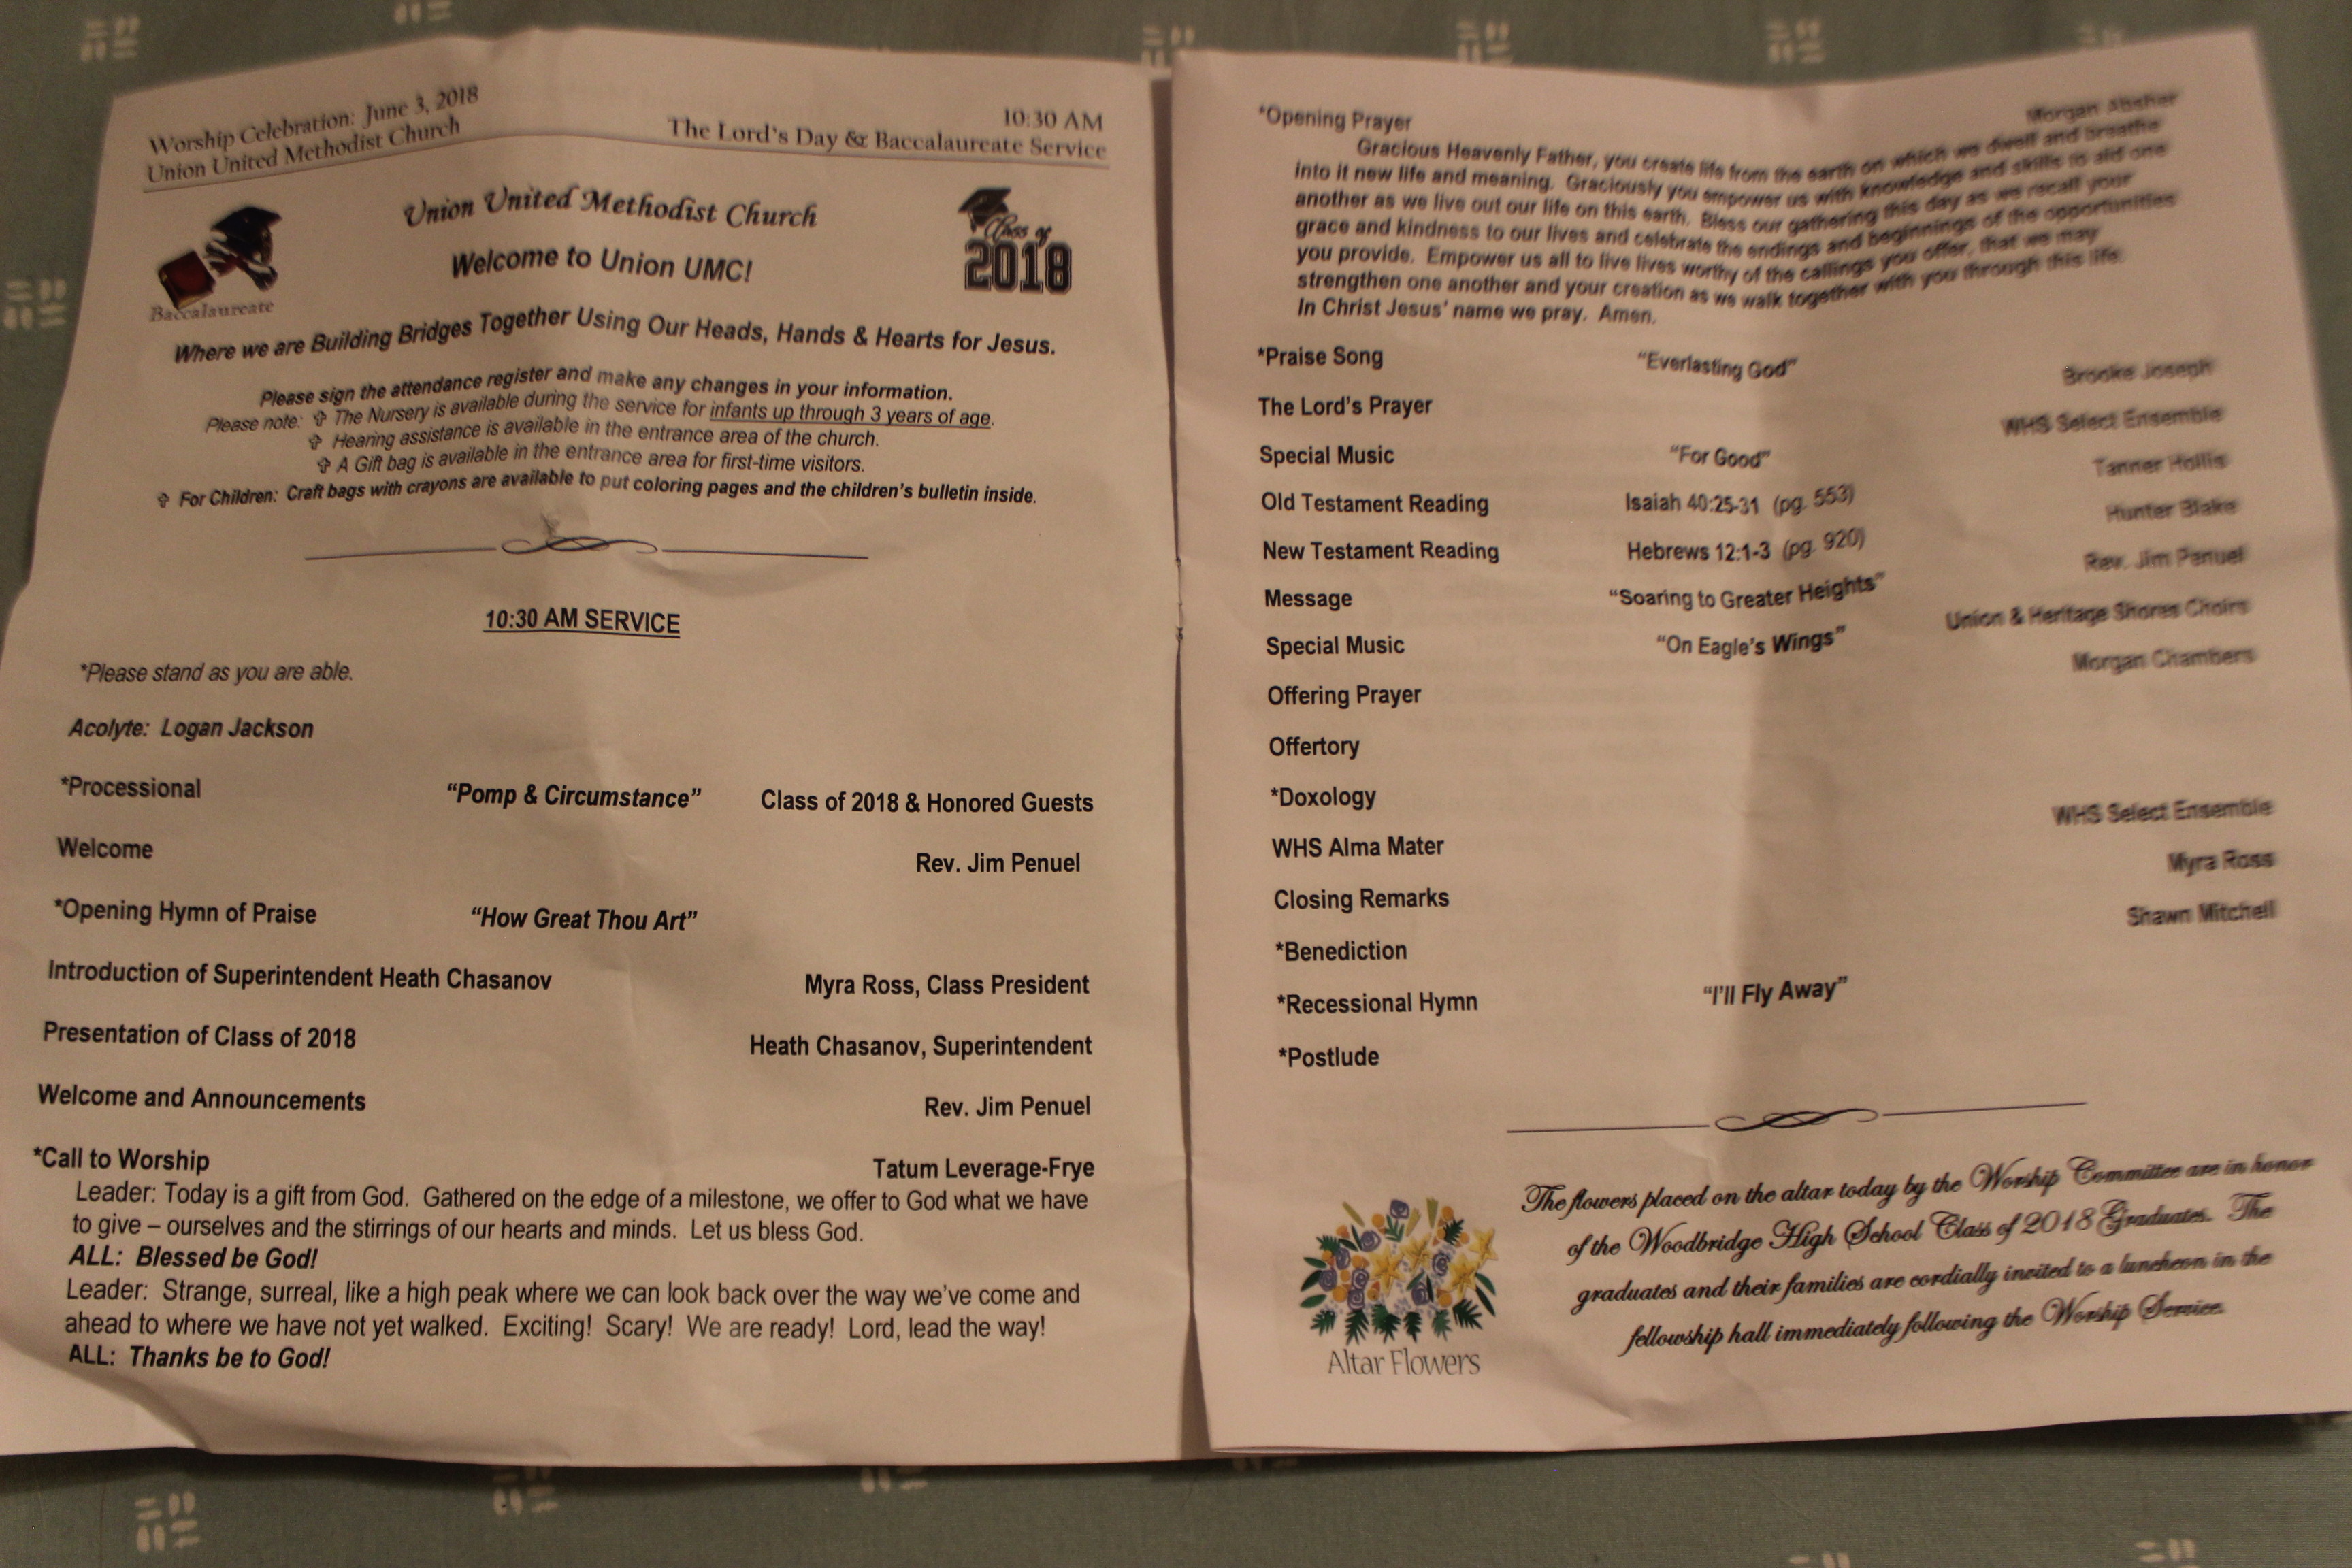 Worship Celebration: June 3, 2018 10:30 AM
Union United Methodist Church The Lord's Day & Baccalaureate Service
Union United Methodist Church
Class of
2018
Welcome to Union UMC!
Baccalaureate
Where we are Building Bridges Together Using Our Heads, Hands & Hearts for Jesus.
Please sign the attendance register and make any changes in your information.
Please note: ✞ The Nursery is available during the service for infants up through 3 years of age.
✞ Hearing assistance is available in the entrance area of the church.
✞ A Gift bag is available in the entrance area for first-time visitors.
✞ For Children: Craft bags with crayons are available to put coloring pages and the children's bulletin inside.
10:30 AM SERVICE
*Please stand as you are able.
Acolyte: Logan Jackson
*Processional "Pomp & Circumstance" Class of 2018 & Honored Guests
Welcome Rev. Jim Penuel
*Opening Hymn of Praise "How Great Thou Art"
Introduction of Superintendent Heath Chasanov Myra Ross, Class President
Presentation of Class of 2018 Heath Chasanov, Superintendent
Welcome and Announcements Rev. Jim Penuel
*Call to Worship Tatum Leverage-Frye
Leader: Today is a gift from God. Gathered on the edge of a milestone, we offer to God what we have
to give – ourselves and the stirrings of our hearts and minds. Let us bless God.
ALL: Blessed be God!
Leader: Strange, surreal, like a high peak where we can look back over the way we've come and
ahead to where we have not yet walked. Exciting! Scary! We are ready! Lord, lead the way!
ALL: Thanks be to God!
*Opening Prayer Morgan Absher
Gracious Heavenly Father, you create life from the earth on which we dwell and breathe
into it new life and meaning. Graciously you empower us with knowledge and skills to aid one
another as we live out our life on this earth. Bless our gathering this day as we recall your
grace and kindness to our lives and celebrate the endings and beginnings of the opportunities
you provide. Empower us all to live lives worthy of the callings you offer, that we may
strengthen one another and your creation as we walk together with you through this life.
In Christ Jesus' name we pray. Amen.
*Praise Song "Everlasting God"
The Lord's Prayer Brooke Joseph
Special Music "For Good" WHS Select Ensemble
Old Testament Reading Isaiah 40:25-31 (pg. 553) Tanner Hollis
New Testament Reading Hebrews 12:1-3 (pg. 920) Hunter Blake
Message "Soaring to Greater Heights" Rev. Jim Penuel
Special Music "On Eagle's Wings" Union & Heritage Shores Choirs
Offering Prayer Morgan Chambers
Offertory
*Doxology
WHS Alma Mater WHS Select Ensemble
Closing Remarks Myra Ross
*Benediction Shawn Mitchell
*Recessional Hymn "I'll Fly Away"
*Postlude
The flowers placed on the altar today by the Worship Committee are in honor
of the Woodbridge High School Class of 2018 Graduates. The
graduates and their families are cordially invited to a luncheon in the
fellowship hall immediately following the Worship Service.
Altar Flowers